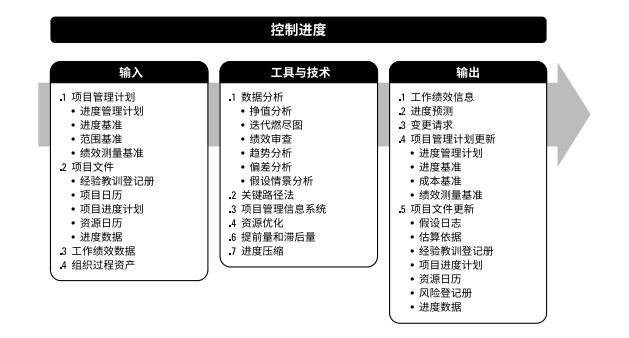 控制进度
输入
.1 项目管理计划
• 进度管理计划
• 进度基准
• 范围基准
• 绩效测量基准
.2 项目文件
• 经验教训登记册
• 项目日历
• 项目进度计划
• 资源日历
• 进度数据
.3 工作绩效数据
.4 组织过程资产
工具与技术
.1 数据分析
• 挣值分析
• 迭代燃尽图
• 绩效审查
• 趋势分析
• 偏差分析
• 假设情景分析
.2 关键路径法
.3 项目管理信息系统
.4 资源优化
.6 提前量和滞后量
.7 进度压缩
输出
.1 工作绩效信息
.2 进度预测
.3 变更请求
.4 项目管理计划更新
• 进度管理计划
• 进度基准
• 成本基准
• 绩效测量基准
.5 项目文件更新
• 假设日志
• 估算依据
• 经验教训登记册
• 项目进度计划
• 资源日历
• 风险登记册
• 进度数据